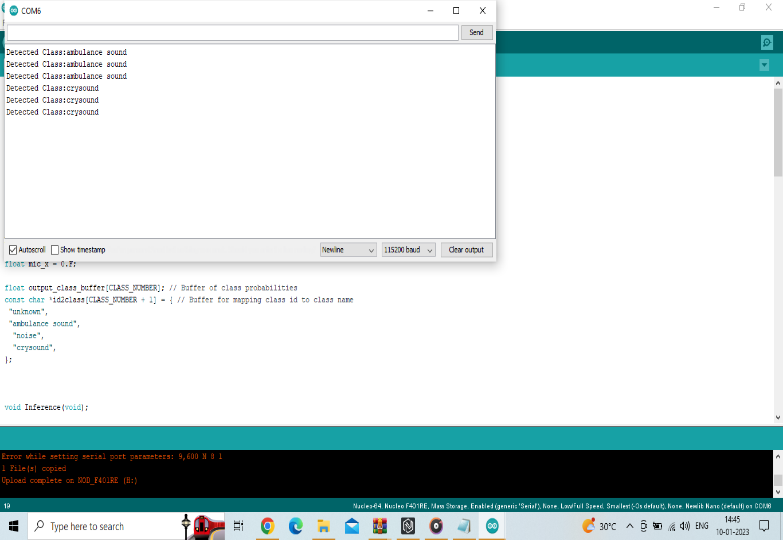 COM6
Send
Detected Class:ambulance sound
Detected Class:ambulance sound
Detected Class:ambulance sound
Detected Class:crysound
Detected Class:crysound
Detected Class:crysound
Autoscroll Show timestamp Newline 115200 baud Clear output
float mic_x = 0.F;
float output_class_buffer[CLASS_NUMBER]; // Buffer of class probabilities
const char *id2class[CLASS_NUMBER + 1] = { // Buffer for mapping class id to class name
"unknown",
"ambulance sound",
"noise",
"crysound",
};
void Inference(void);
Error while setting serial port parameters: 9,600 N 8 1
1 File(s) copied
Upload complete on NOD_F401RE (H:)
19 Nucleo-64, Nucleo F401RE, Mass Storage, Enabled (generic 'Serial'), None, Low/Full Speed, Smallest (-Os default), None, Newlib Nano (default) on COM6
Type here to search 30°C ENG 14:45
10-01-2023